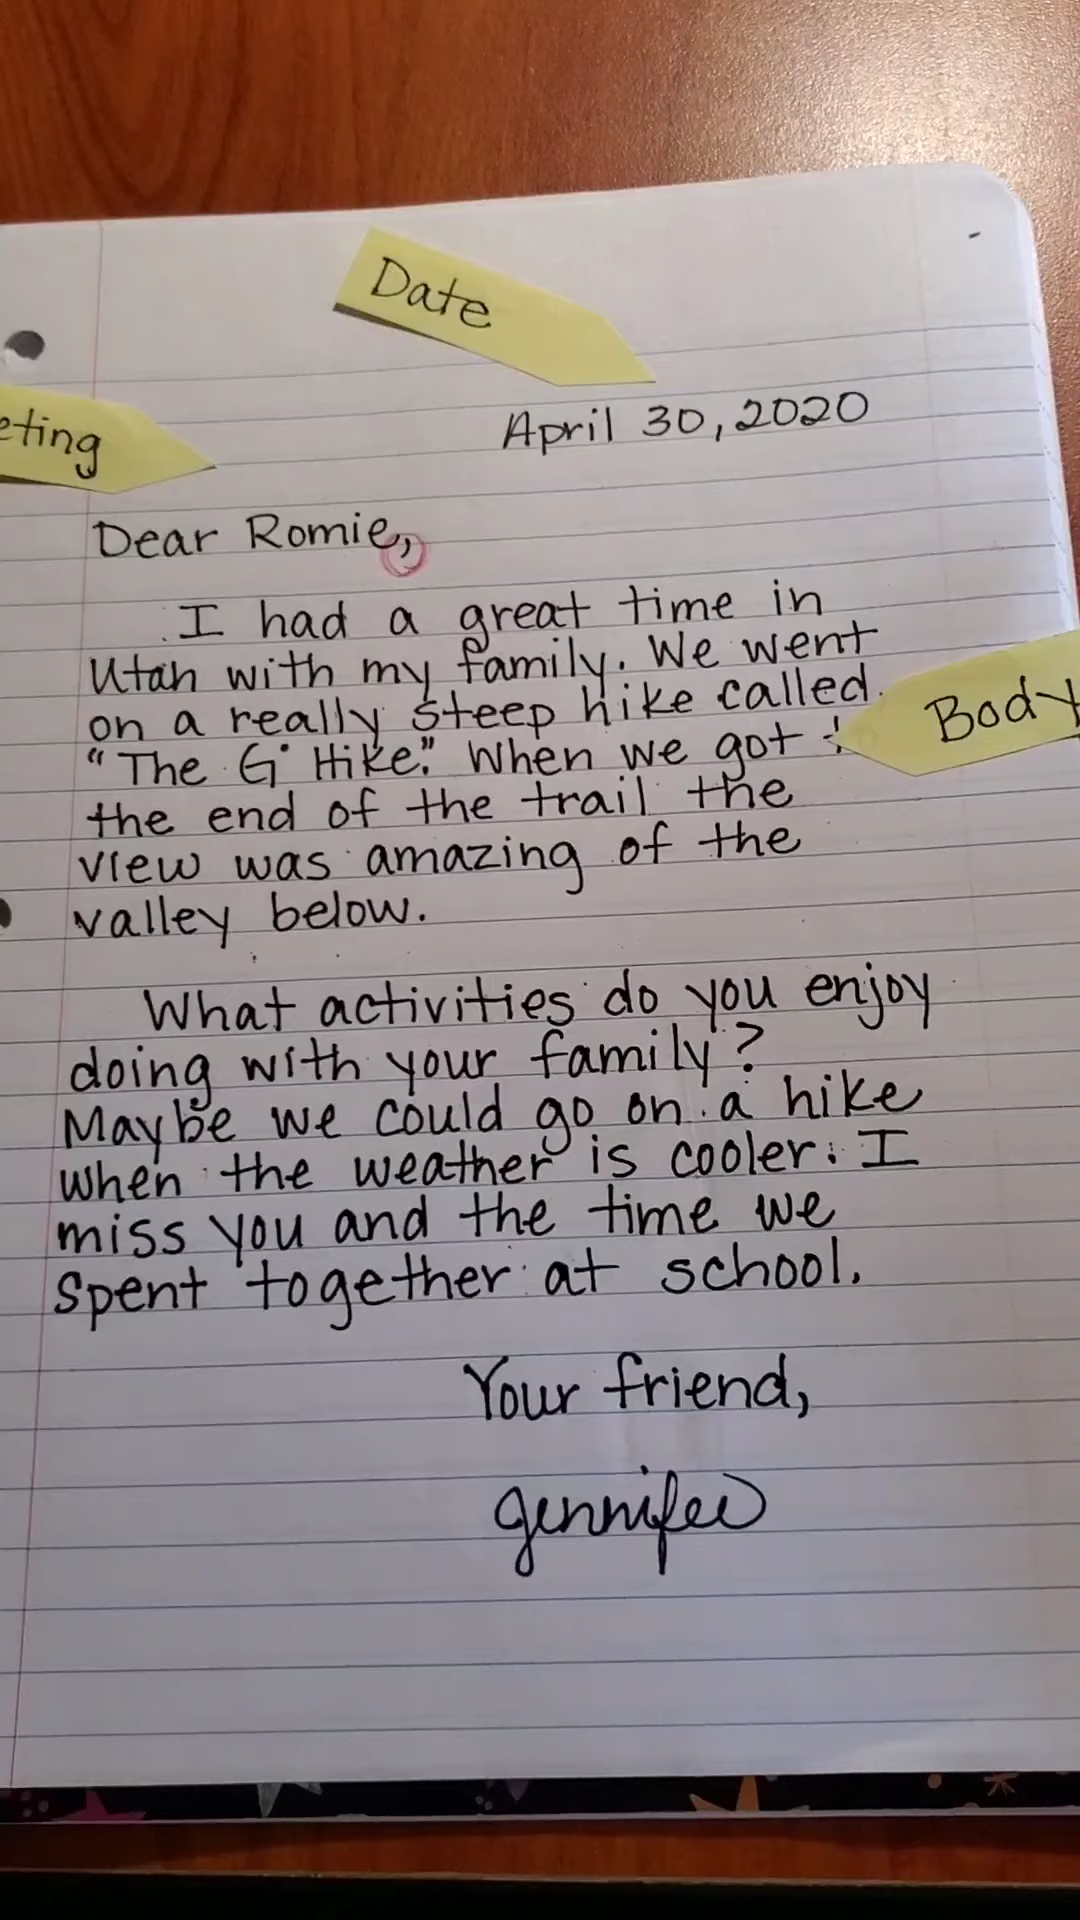 Date
April 30, 2020
eting
Dear Romie,
I had a great time in
Utah with my family. We went
on a really steep hike called
"The G Hike." When we got
Body
the end of the trail the
view was amazing of the
valley below.
What activities do you enjoy
doing with your family?
Maybe we could go on a hike
when the weather is cooler. I
miss you and the time we
spent together at school.
Your friend,
Jennifer